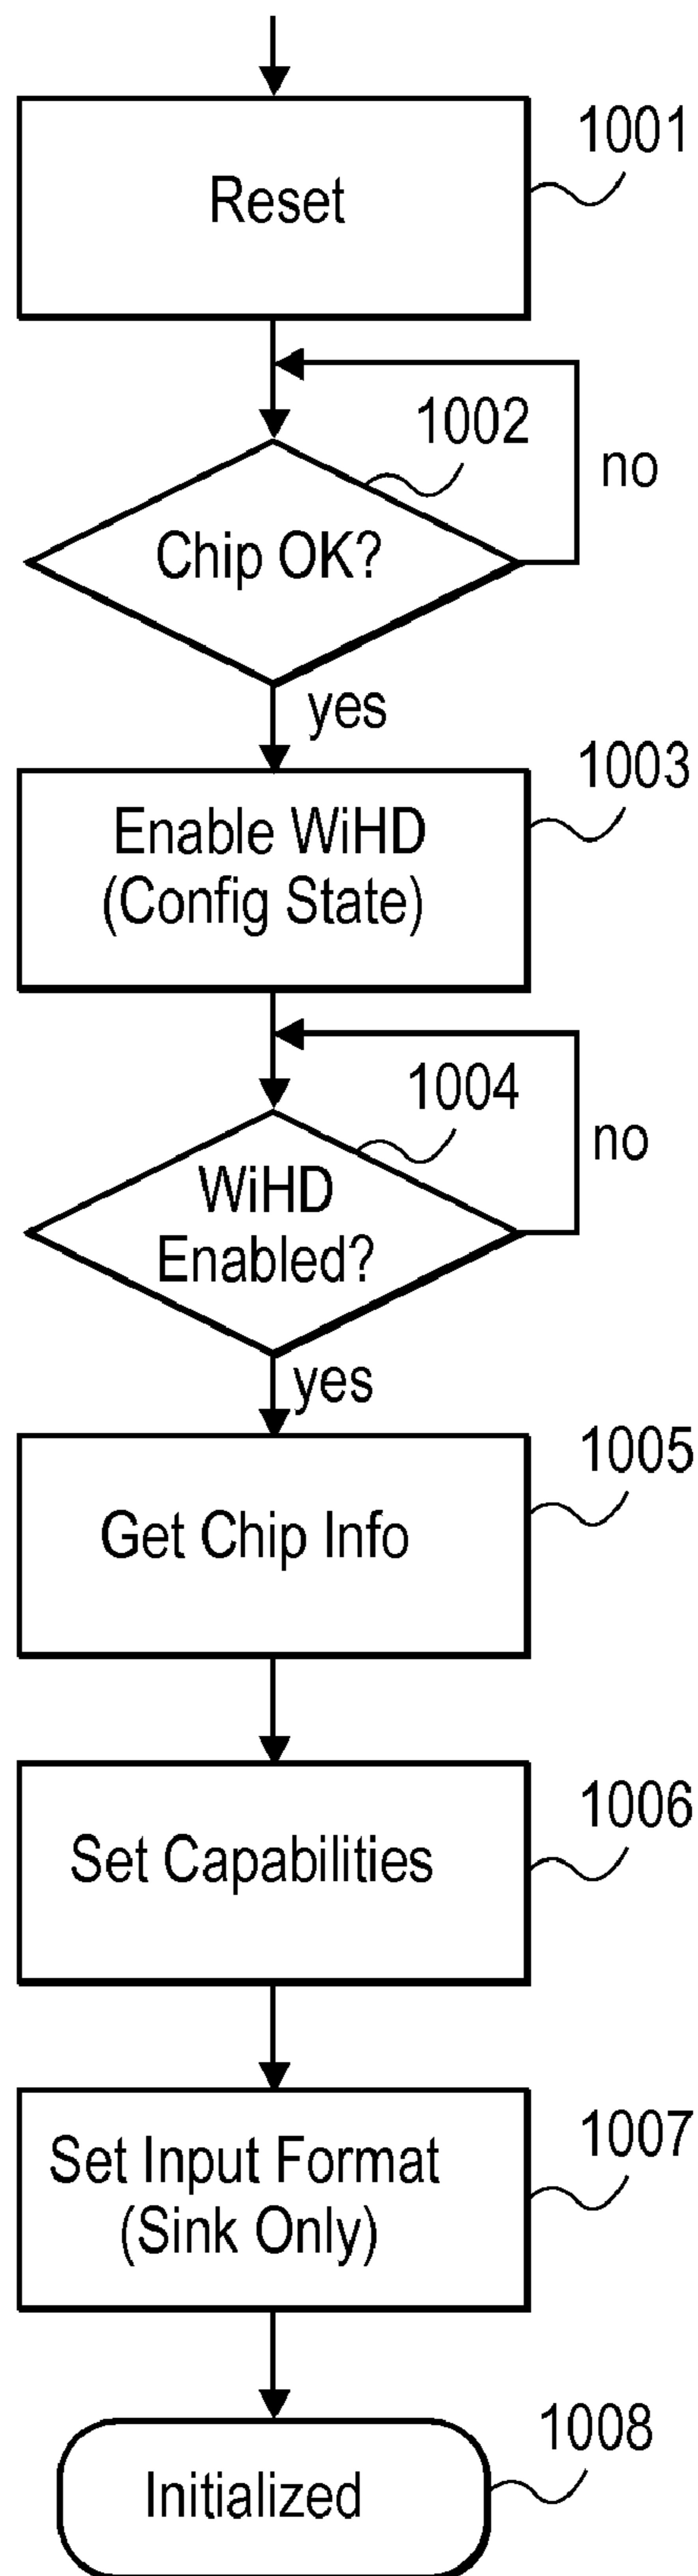 1001
Reset
1002
no
Chip OK?
yes
1003
Enable WiHD
(Config State)
1004
no
WiHD
Enabled?
yes
1005
Get Chip Info
1006
Set Capabilities
1007
Set Input Format
(Sink Only)
1008
Initialized